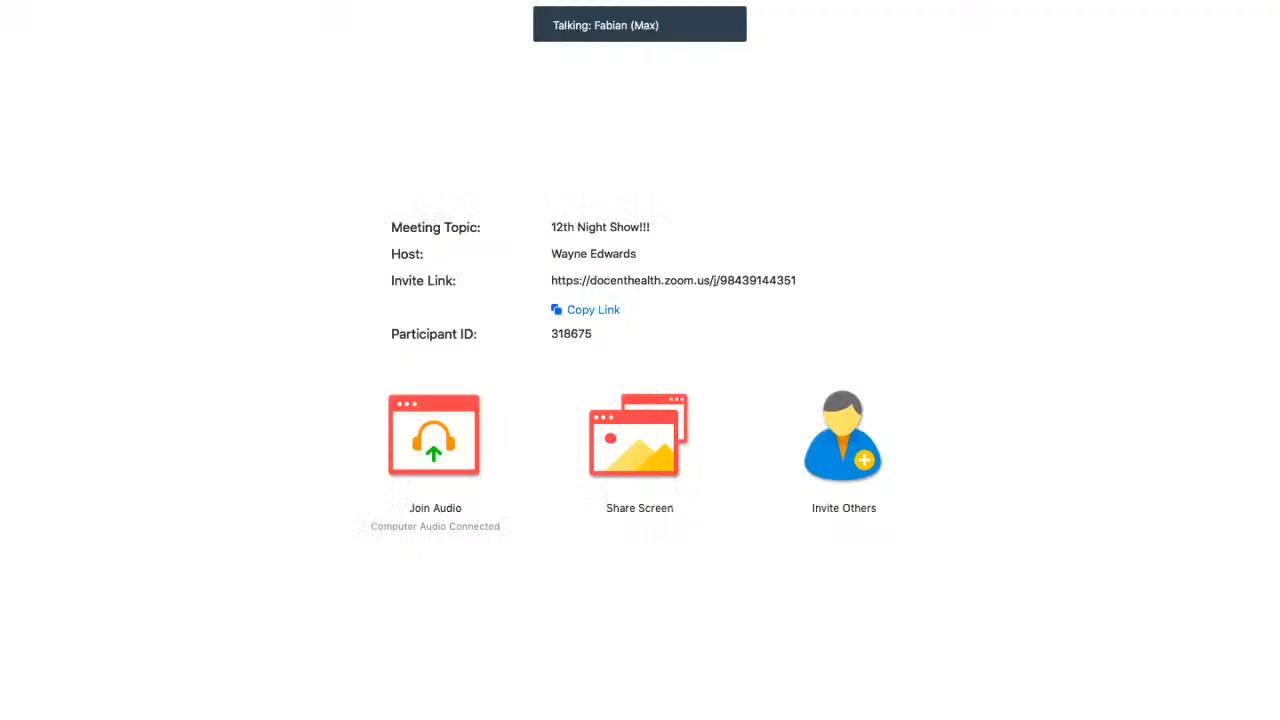 Talking: Fabian (Max)
Meeting Topic: 12th Night Show!!!
Host: Wayne Edwards
Invite Link: https://docenthealth.zoom.us/j/98439144351
Copy Link
Participant ID: 318675
Join Audio
Computer Audio Connected
Share Screen
Invite Others